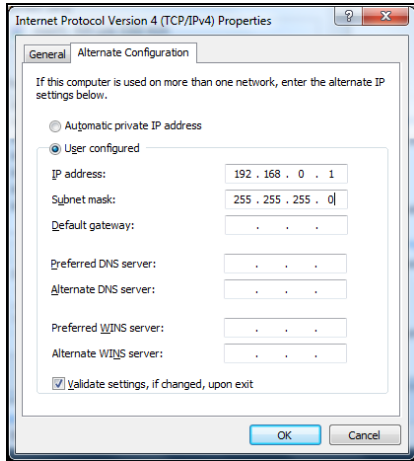 Internet Protocol Version 4 (TCP/IPv4) Properties
General
Alternate Configuration
If this computer is used on more than one network, enter the alternate IP
settings below.
Automatic private IP address
User configured
IP address: 192 . 168 . 0 . 1
Subnet mask: 255 . 255 . 255 . 0
Default gateway: . . .
Preferred DNS server: . . .
Alternate DNS server: . . .
Preferred WINS server: . . .
Alternate WINS server: . . .
Validate settings, if changed, upon exit
OK Cancel